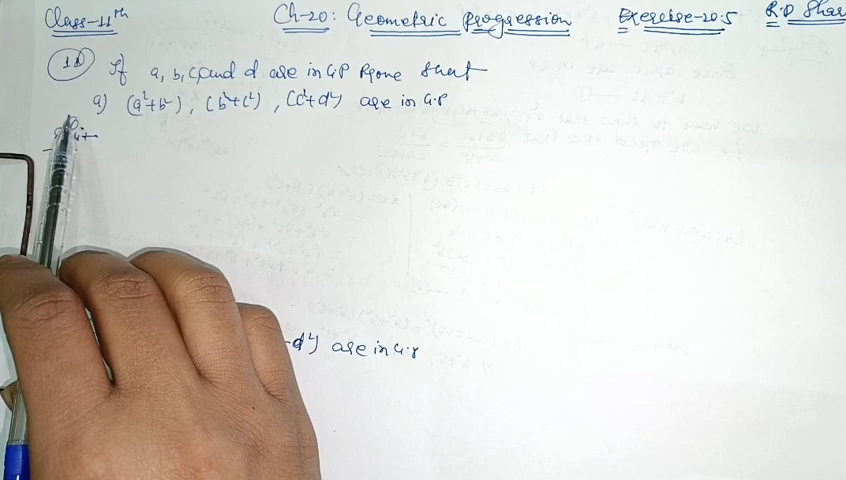 Class-11th Ch-20: Geometric progression Exercise-20.5 R.D Shar
11 If a, b, c, and d are in G.P Prove that
a) (a²+b²), (b²+c²), (c²+d²) are in G.P
d²) are in G.P